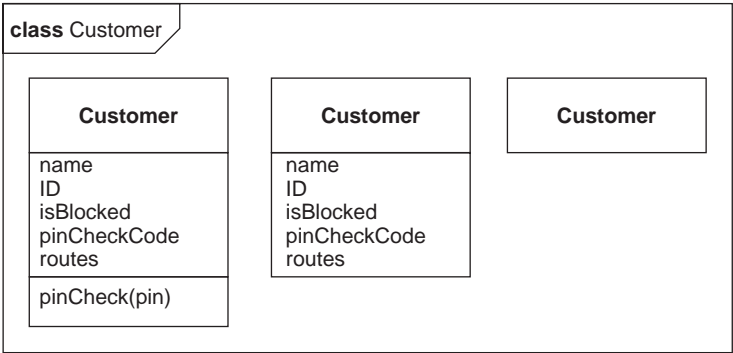 class Customer
Customer
name
ID
isBlocked
pinCheckCode
routes
pinCheck(pin)
Customer
name
ID
isBlocked
pinCheckCode
routes
Customer